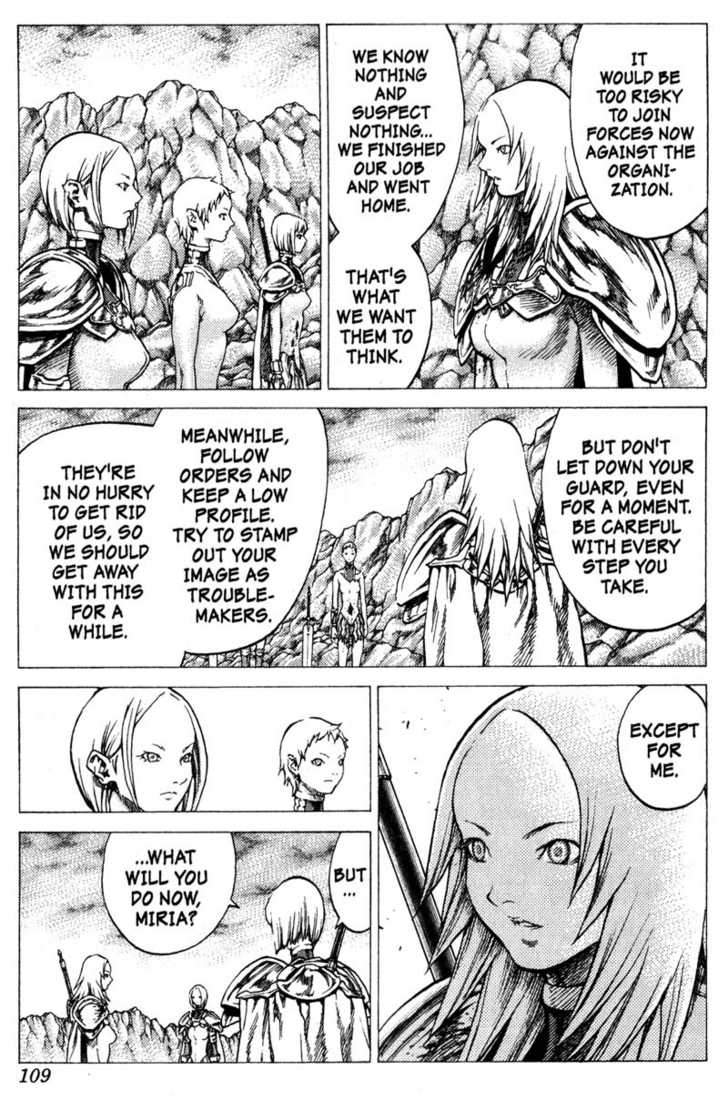 IT
WOULD BE
TOO RISKY
TO JOIN
FORCES NOW
AGAINST THE
ORGANI-
ZATION.
WE KNOW
NOTHING
AND
SUSPECT
NOTHING...
WE FINISHED
OUR JOB
AND WENT
HOME.
THAT'S
WHAT
WE WANT
THEM TO
THINK.
BUT DON'T
LET DOWN YOUR
GUARD, EVEN
FOR A MOMENT.
BE CAREFUL
WITH EVERY
STEP YOU
TAKE.
MEANWHILE,
FOLLOW
ORDERS AND
KEEP A LOW
PROFILE.
TRY TO STAMP
OUT YOUR
IMAGE AS
TROUBLE-
MAKERS.
THEY'RE
IN NO HURRY
TO GET RID
OF US, SO
WE SHOULD
GET AWAY
WITH THIS
FOR A
WHILE.
EXCEPT
FOR
ME.
BUT
...
...WHAT
WILL YOU
DO NOW,
MIRIA?
109